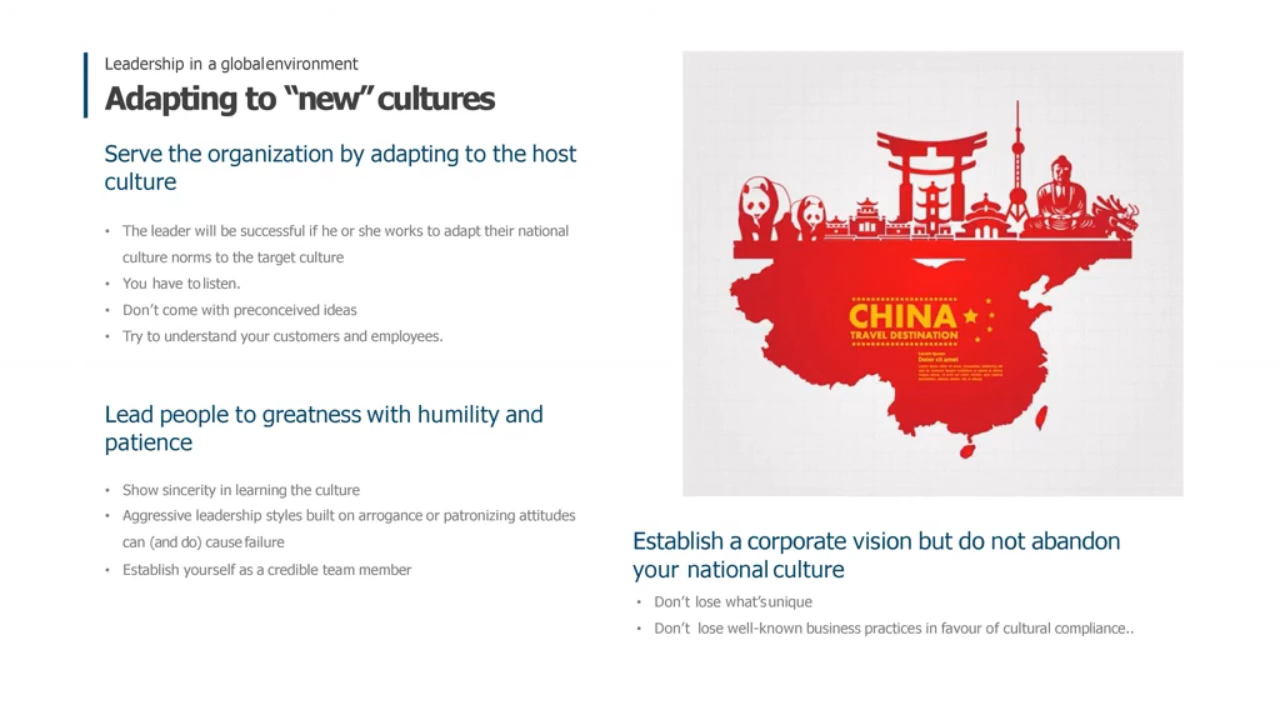 Leadership in a global environment
Adapting to “new” cultures
Serve the organization by adapting to the host
culture
• The leader will be successful if he or she works to adapt their national
culture norms to the target culture
• You have to listen.
• Don’t come with preconceived ideas
• Try to understand your customers and employees.
Lead people to greatness with humility and
patience
• Show sincerity in learning the culture
• Aggressive leadership styles built on arrogance or patronizing attitudes
can (and do) cause failure
• Establish yourself as a credible team member
CHINA
TRAVEL DESTINATION
Lorem ipsum
Dolor sit amet
Establish a corporate vision but do not abandon
your national culture
• Don’t lose what’s unique
• Don’t lose well-known business practices in favour of cultural compliance..